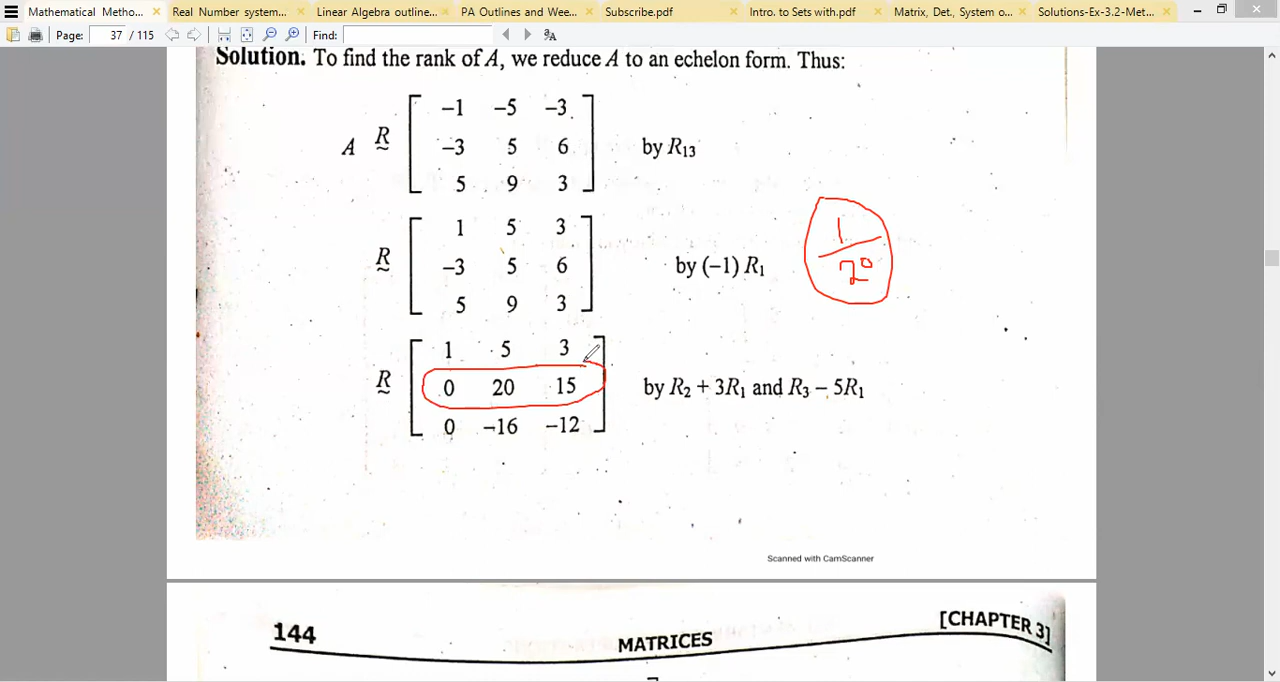 Mathematical Metho... × Real Number system... × Linear Algebra outline... × PA Outlines and Wee... × Subscribe.pdf × Intro. to Sets with.pdf × Matrix, Det., System o... × Solutions-Ex-3.2-Met... ×
Page: 37 / 115 Find:
Solution. To find the rank of A, we reduce A to an echelon form. Thus:
−1 −5 −3
A R −3 5 6 by R13
5 9 3
1 5 3
R −3 5 6 by (−1) R1
5 9 3
1
20
1 5 3
R 0 20 15 by R2 + 3R1 and R3 − 5R1
0 −16 −12
Scanned with CamScanner
144 MATRICES [CHAPTER 3]